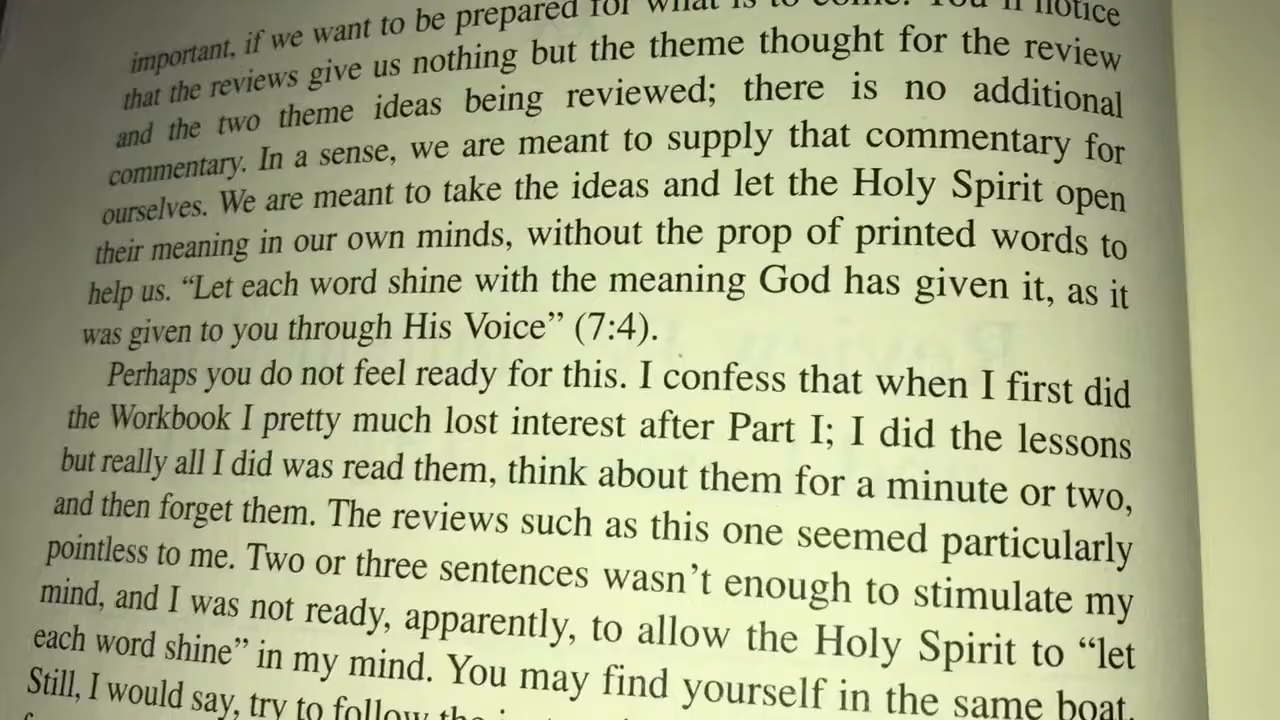 important, if we want to be prepared for what is to come. You'll notice
that the reviews give us nothing but the theme thought for the review
and the two theme ideas being reviewed; there is no additional
commentary. In a sense, we are meant to supply that commentary for
ourselves. We are meant to take the ideas and let the Holy Spirit open
their meaning in our own minds, without the prop of printed words to
help us. “Let each word shine with the meaning God has given it, as it
was given to you through His Voice” (7:4).
Perhaps you do not feel ready for this. I confess that when I first did
the Workbook I pretty much lost interest after Part I; I did the lessons
but really all I did was read them, think about them for a minute or two,
and then forget them. The reviews such as this one seemed particularly
pointless to me. Two or three sentences wasn’t enough to stimulate my
mind, and I was not ready, apparently, to allow the Holy Spirit to “let
each word shine” in my mind. You may find yourself in the same boat.
Still, I would say, try to follow the